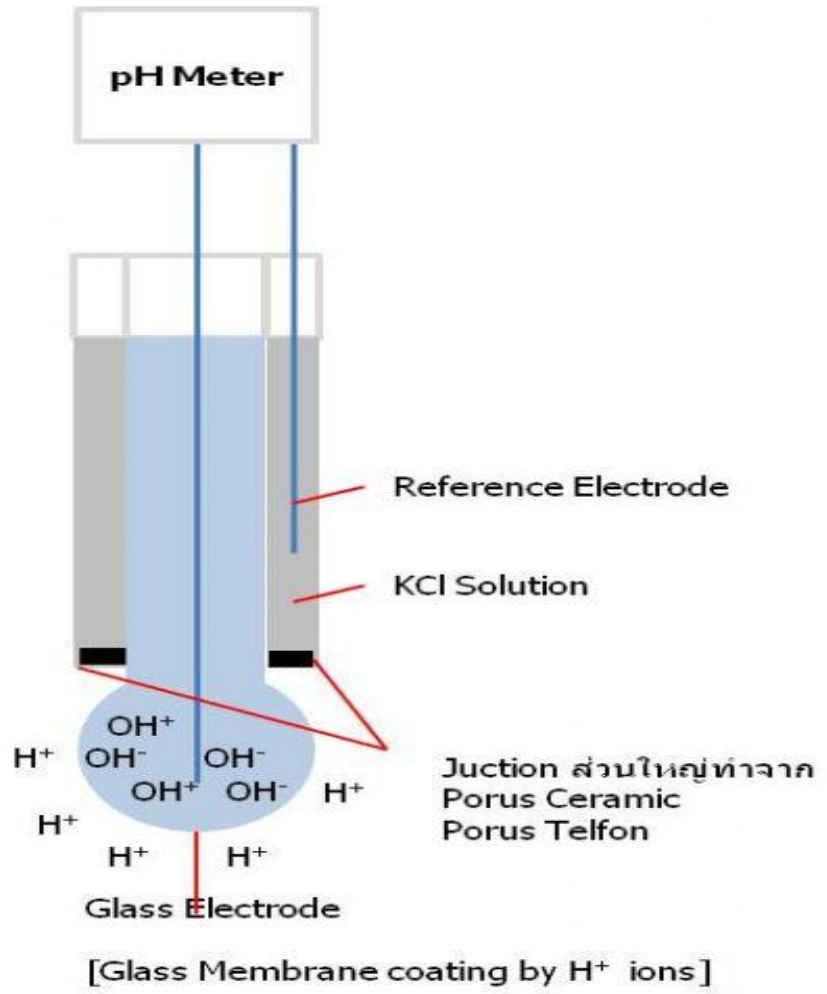 pH Meter
Reference Electrode
KCl Solution
OH⁺
H⁺ OH⁻ OH⁻
OH⁺ OH⁻ H⁺
H⁺
H⁺ H⁺
Juction ส่วนใหญ่ทำจาก
Porus Ceramic
Porus Telfon
Glass Electrode
[Glass Membrane coating by H⁺ ions]